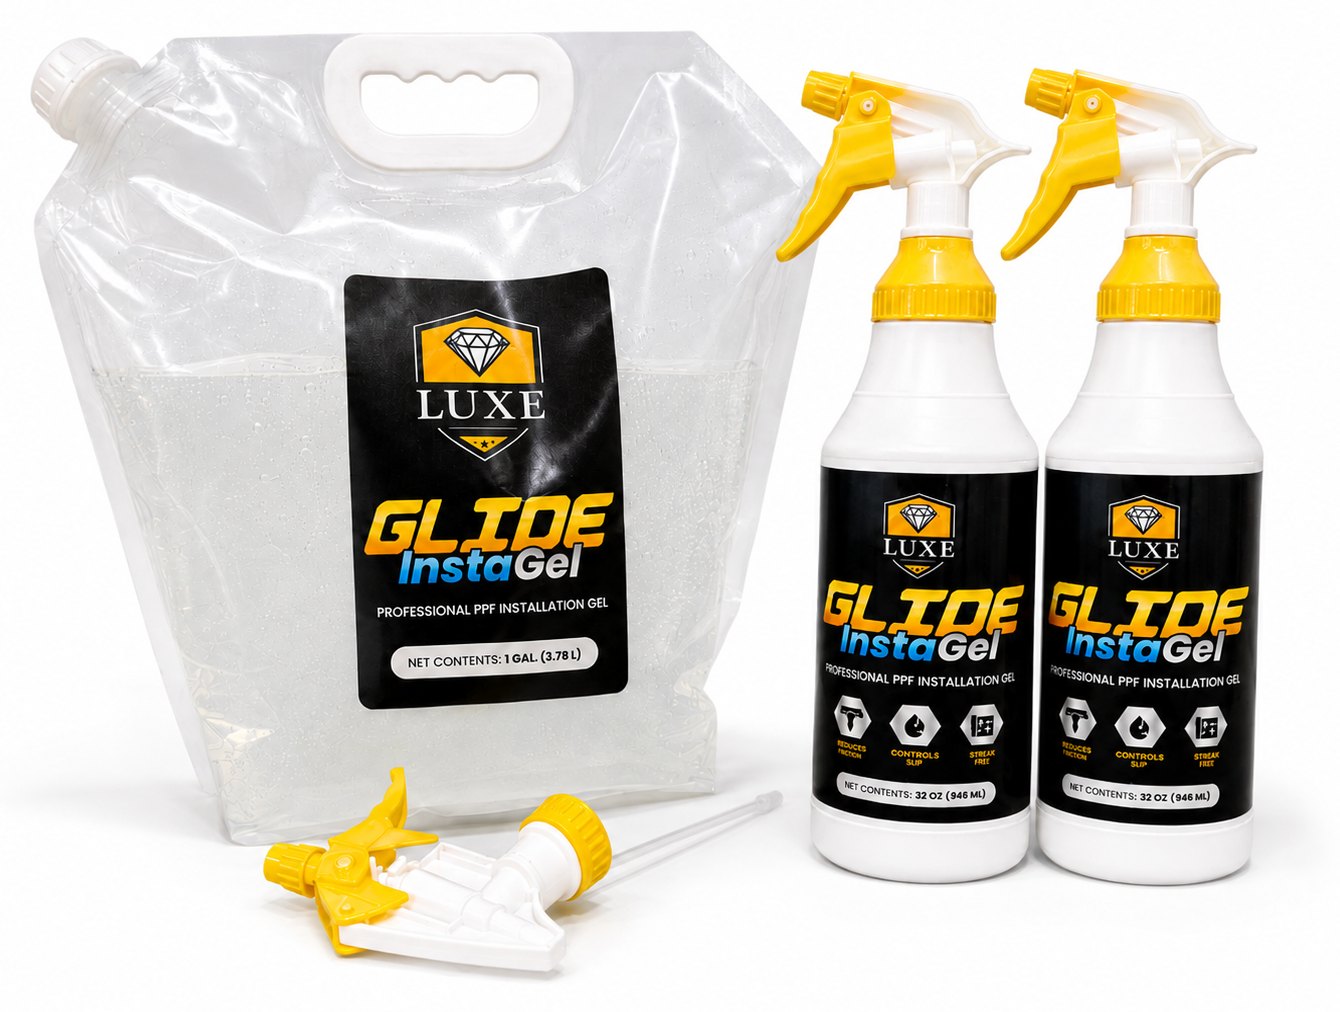 LUXE
GLIDE
InstaGel
PROFESSIONAL PPF INSTALLATION GEL
NET CONTENTS: 1 GAL. (3.78 L)
LUXE
GLIDE
InstaGel
PROFESSIONAL PPF INSTALLATION GEL
REDUCES
FRICTION
CONTROLS
SLIP
STREAK
FREE
NET CONTENTS: 32 OZ (946 ML)
LUXE
GLIDE
InstaGel
PROFESSIONAL PPF INSTALLATION GEL
REDUCES
FRICTION
CONTROLS
SLIP
STREAK
FREE
NET CONTENTS: 32 OZ (946 ML)